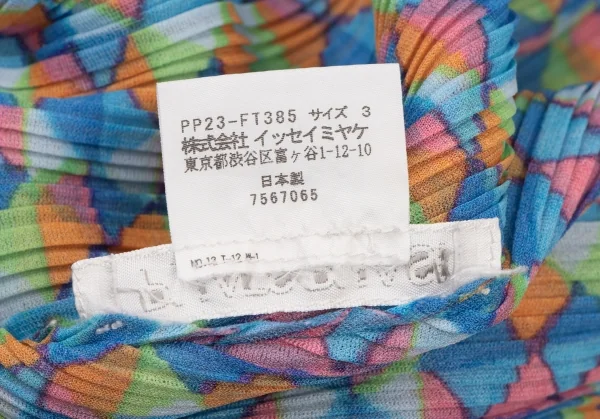 PP23-FT385 サイズ 3
株式会社 イッセイミヤケ
東京都渋谷区富ヶ谷1-12-10
日本製
7567065